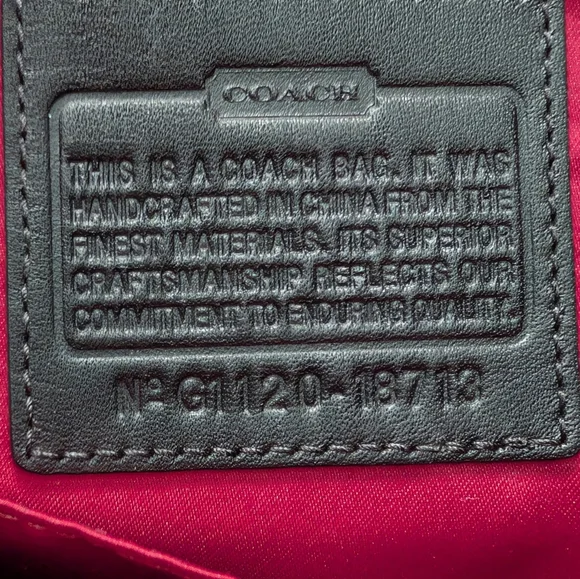 COACH
THIS IS A COACH BAG. IT WAS
HANDCRAFTED IN CHINA FROM THE
FINEST MATERIALS. ITS SUPERIOR
CRAFTSMANSHIP REFLECTS OUR
COMMITMENT TO ENDURING QUALITY.
Nº G1120-18713